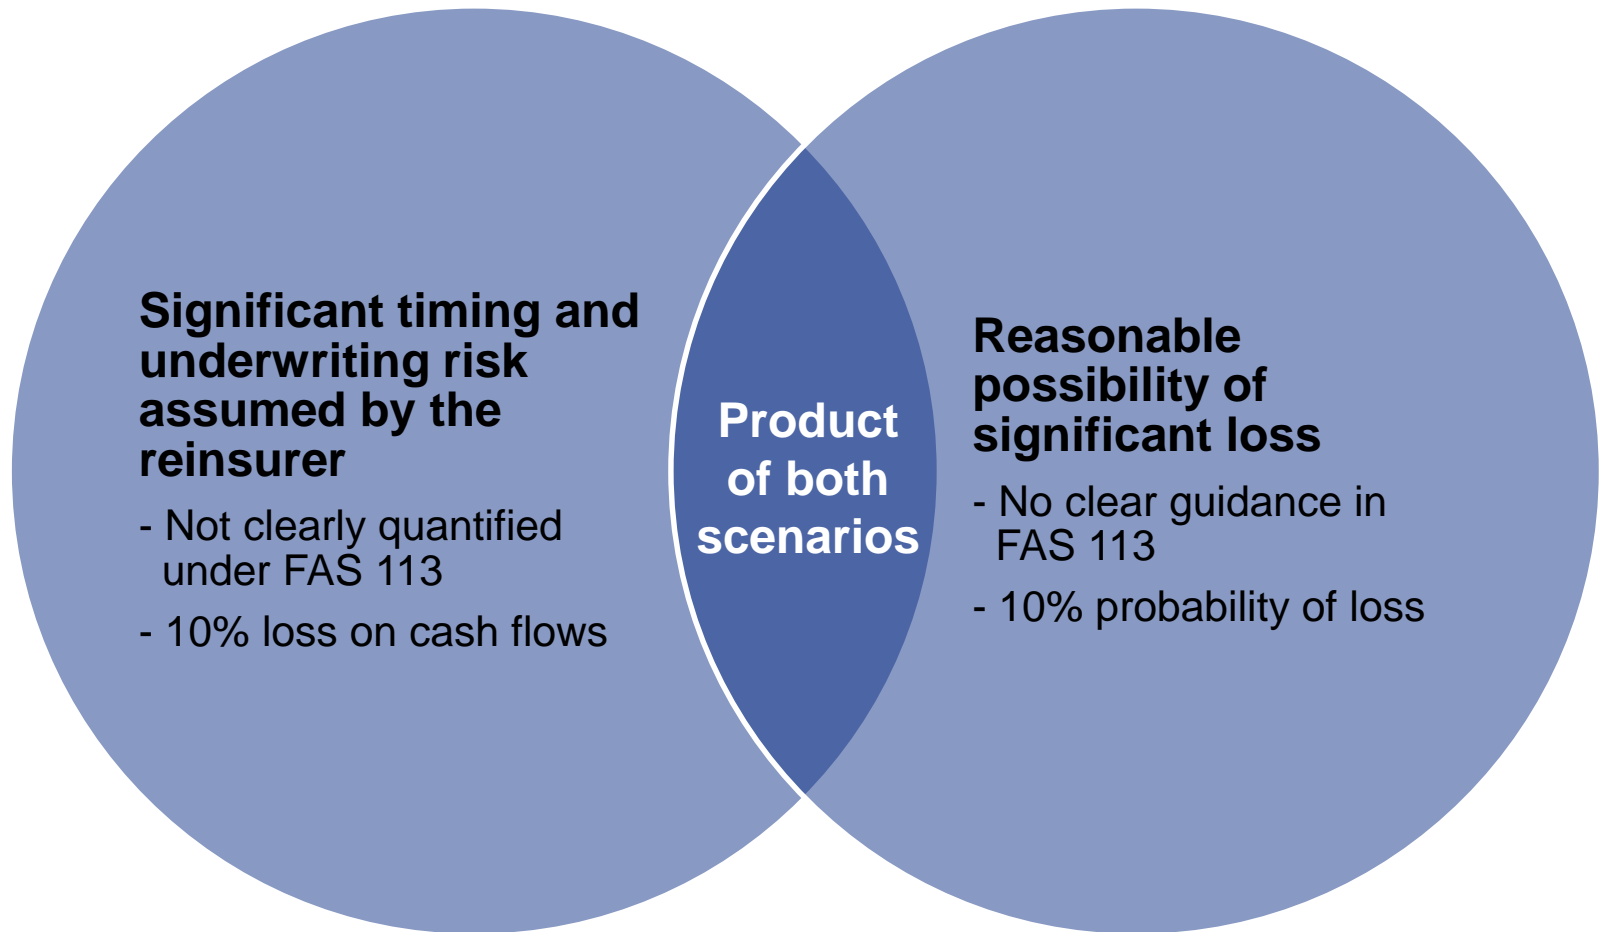 Significant timing and
underwriting risk
assumed by the
reinsurer
- Not clearly quantified
under FAS 113
- 10% loss on cash flows
Product
of both
scenarios
Reasonable
possibility of
significant loss
- No clear guidance in
FAS 113
- 10% probability of loss